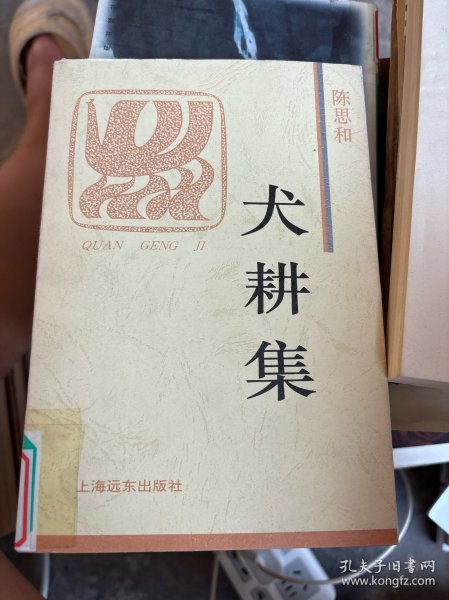 陈思和
QUAN GENG JI
犬耕集
上海远东出版社
孔夫子旧书网
www.kongfz.com